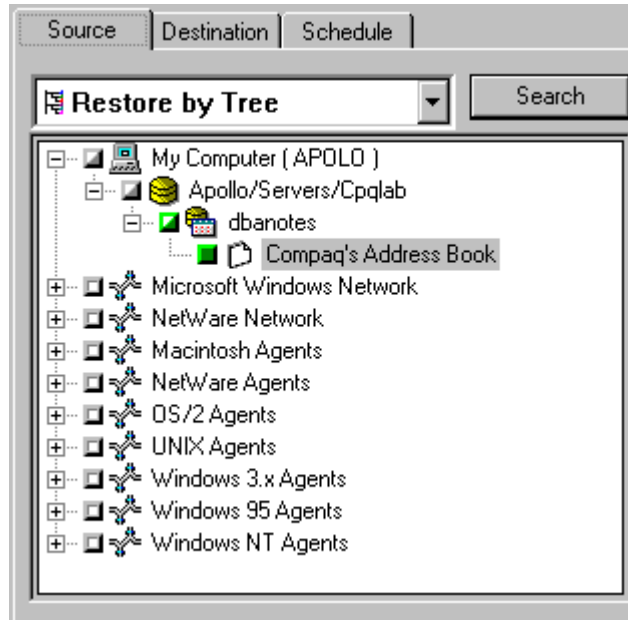 Source Destination Schedule
Restore by Tree Search
My Computer ( APOLO )
Apollo/Servers/Cpqlab
dbanotes
Compaq's Address Book
Microsoft Windows Network
NetWare Network
Macintosh Agents
NetWare Agents
OS/2 Agents
UNIX Agents
Windows 3.x Agents
Windows 95 Agents
Windows NT Agents